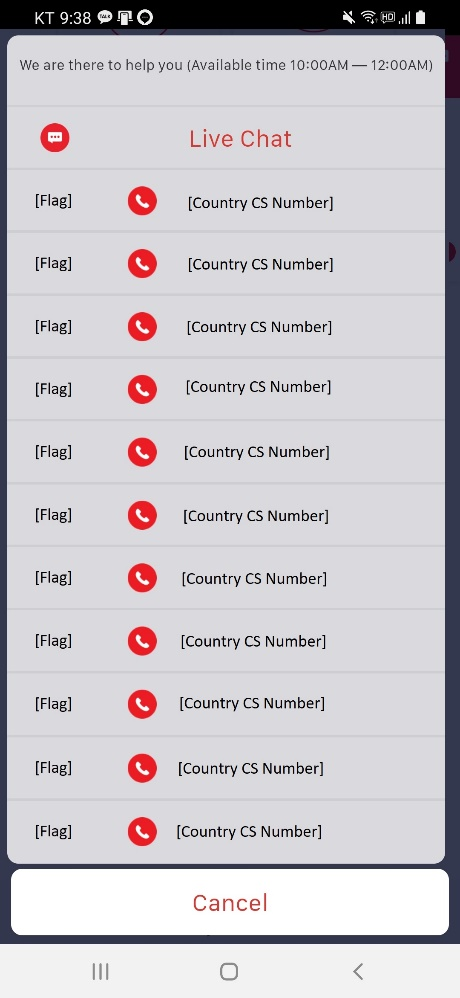 KT 9:38
We are there to help you (Available time 10:00AM — 12:00AM)
Live Chat
[Flag] [Country CS Number]
[Flag] [Country CS Number]
[Flag] [Country CS Number]
[Flag] [Country CS Number]
[Flag] [Country CS Number]
[Flag] [Country CS Number]
[Flag] [Country CS Number]
[Flag] [Country CS Number]
[Flag] [Country CS Number]
[Flag] [Country CS Number]
[Flag] [Country CS Number]
Cancel